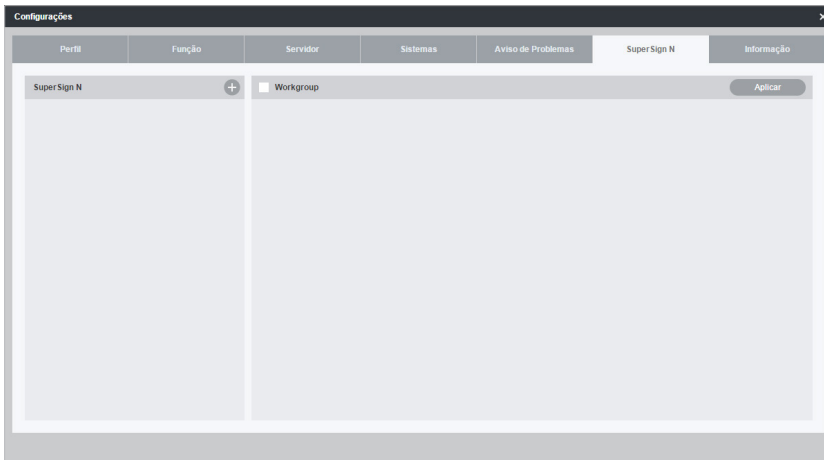 Configurações
Perfil Função Servidor Sistemas Aviso de Problemas SuperSign N Informação
SuperSign N Workgroup Aplicar